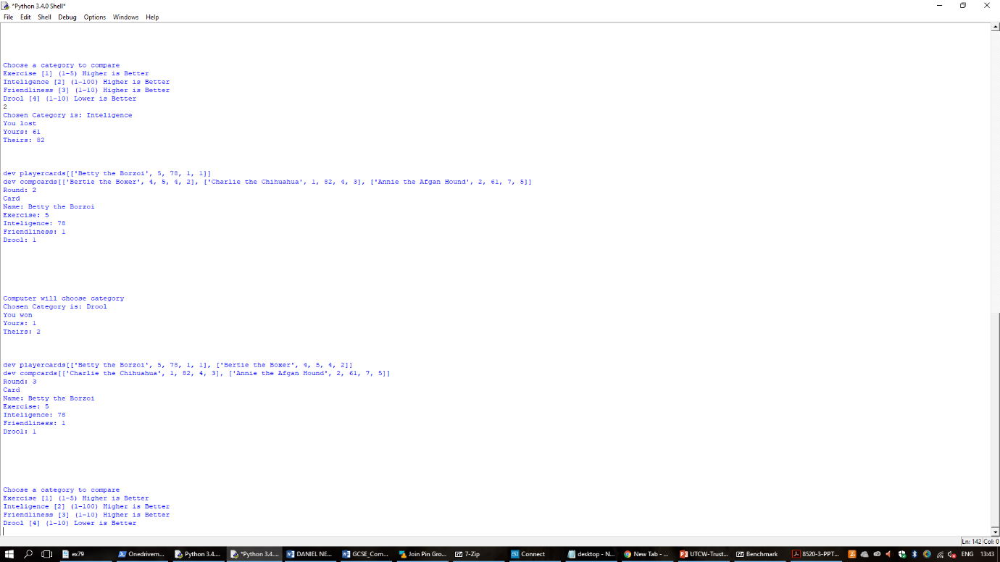 *Python 3.4.0 Shell*
File Edit Shell Debug Options Windows Help
Choose a category to compare
Exercise [1] (1-5) Higher is Better
Inteligence [2] (1-100) Higher is Better
Friendliness [3] (1-10) Higher is Better
Drool [4] (1-10) Lower is Better
2
Chosen Category is: Inteligence
You lost
Yours: 61
Theirs: 82
dev playercards[['Betty the Borzoi', 5, 78, 1, 1]]
dev compcards[['Bertie the Boxer', 4, 5, 4, 2], ['Charlie the Chihuahua', 1, 82, 4, 3], ['Annie the Afgan Hound', 2, 61, 7, 5]]
Round: 2
Card
Name: Betty the Borzoi
Exercise: 5
Inteligence: 78
Friendliness: 1
Drool: 1
Computer will choose category
Chosen Category is: Drool
You won
Yours: 1
Theirs: 2
dev playercards[['Betty the Borzoi', 5, 78, 1, 1], ['Bertie the Boxer', 4, 5, 4, 2]]
dev compcards[['Charlie the Chihuahua', 1, 82, 4, 3], ['Annie the Afgan Hound', 2, 61, 7, 5]]
Round: 3
Card
Name: Betty the Borzoi
Exercise: 5
Inteligence: 78
Friendliness: 1
Drool: 1
Choose a category to compare
Exercise [1] (1-5) Higher is Better
Inteligence [2] (1-100) Higher is Better
Friendliness [3] (1-10) Higher is Better
Drool [4] (1-10) Lower is Better
Ln: 142 Col: 0
ex79 Onedrivem... Python 3.4.... *Python 3.4.... DANIEL NE... GCSE_Com... Join Pin Gro... 7-Zip Connect desktop - N... New Tab - ... UTCW-Trust... Benchmark 8520-3-PPT... ENG 13:43